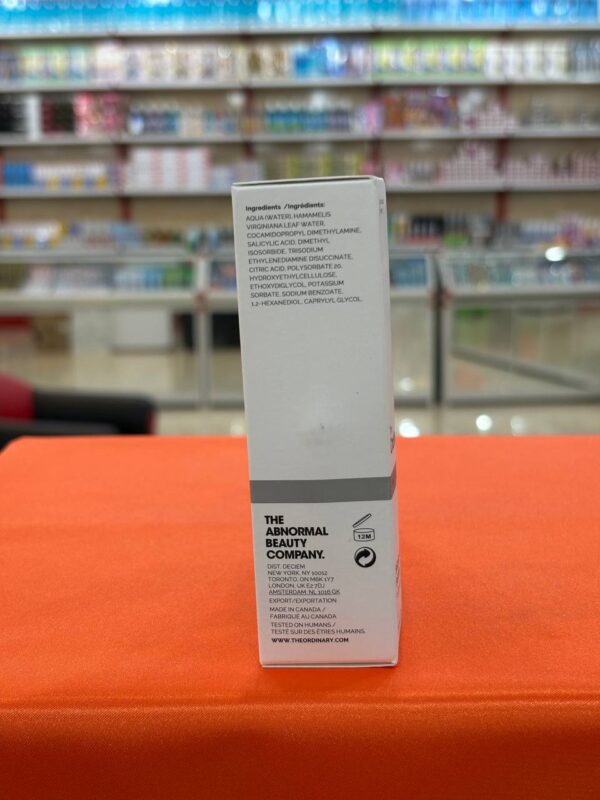 Ingredients /Ingrédients:
AQUA (WATER), HAMAMELIS
VIRGINIANA LEAF WATER,
COCAMIDOPROPYL DIMETHYLAMINE,
SALICYLIC ACID, DIMETHYL
ISOSORBIDE, TRISODIUM
ETHYLENEDIAMINE DISUCCINATE,
CITRIC ACID, POLYSORBATE 20,
HYDROXYETHYLCELLULOSE,
ETHOXYDIGLYCOL, POTASSIUM
SORBATE, SODIUM BENZOATE,
1,2-HEXANEDIOL, CAPRYLYL GLYCOL.
THE
ABNORMAL
BEAUTY
COMPANY.
12M
DIST. DECIEM
NEW YORK, NY 10012
TORONTO, ON M6K 1Y7
LONDON, UK E2 7DJ
AMSTERDAM, NL 1016 GK
EXPORT/EXPORTATION
MADE IN CANADA /
FABRIQUÉ AU CANADA
TESTED ON HUMANS /
TESTÉ SUR DES ÊTRES HUMAINS.
WWW.THEORDINARY.COM